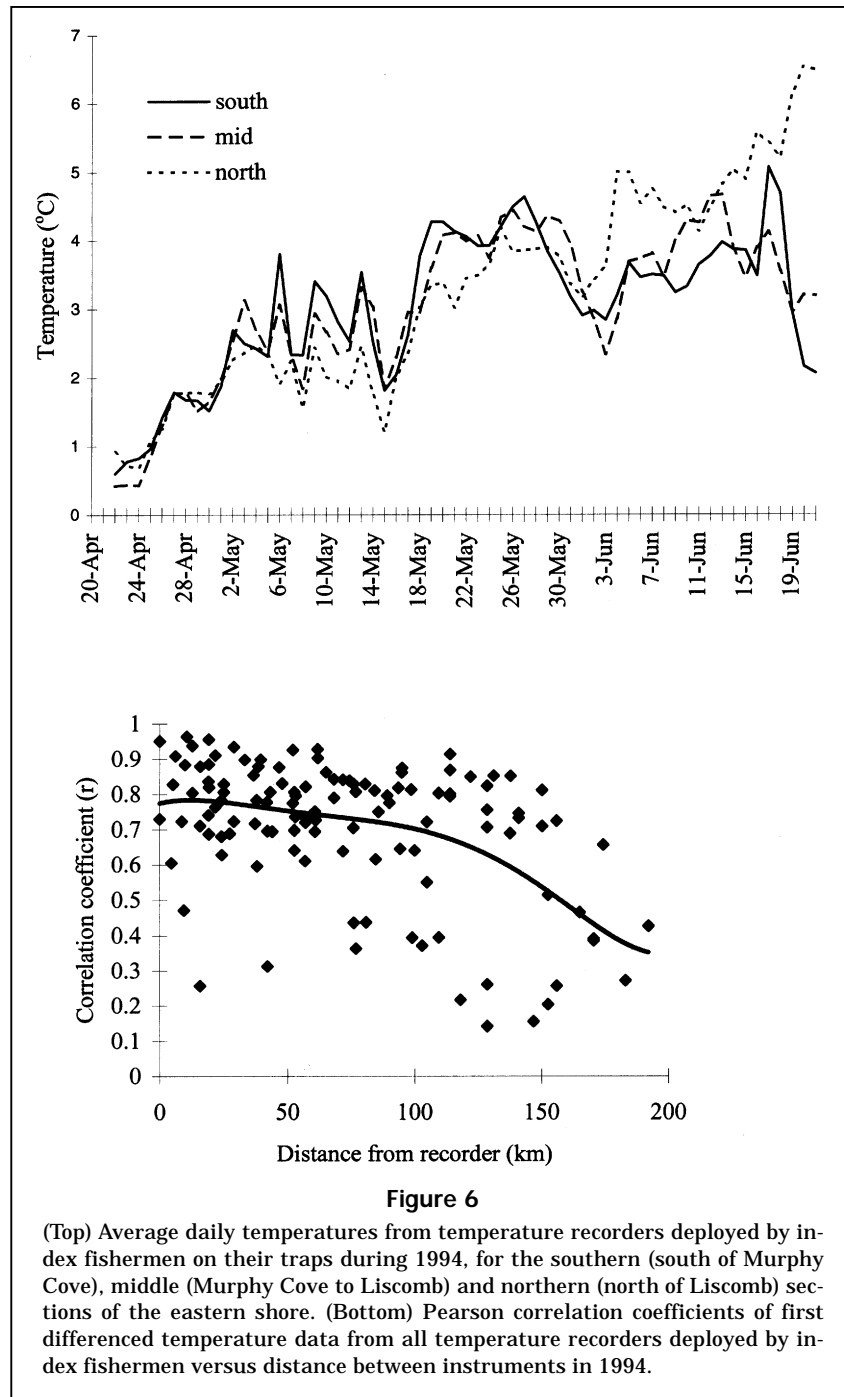 7
6
5
4
3
2
1
0
Temperature (°C)
south
mid
north
20-Apr
24-Apr
28-Apr
2-May
6-May
10-May
14-May
18-May
22-May
26-May
30-May
3-Jun
7-Jun
11-Jun
15-Jun
19-Jun
1
0.9
0.8
0.7
0.6
0.5
0.4
0.3
0.2
0.1
0
Correlation coefficient (r)
0 50 100 150 200
Distance from recorder (km)
Figure 6
(Top) Average daily temperatures from temperature recorders deployed by in-
dex fishermen on their traps during 1994, for the southern (south of Murphy
Cove), middle (Murphy Cove to Liscomb) and northern (north of Liscomb) sec-
tions of the eastern shore. (Bottom) Pearson correlation coefficients of first
differenced temperature data from all temperature recorders deployed by in-
dex fishermen versus distance between instruments in 1994.